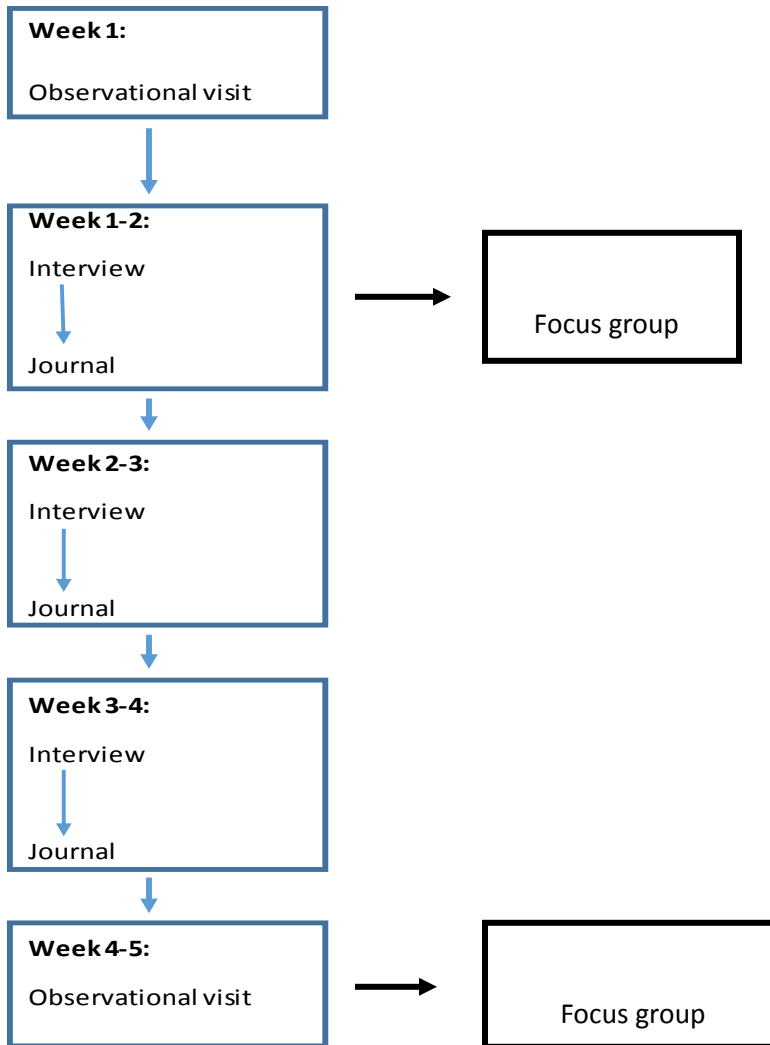 Week 1:
Observational visit
Week 1-2:
Interview
Journal
Focus group
Week 2-3:
Interview
Journal
Week 3-4:
Interview
Journal
Week 4-5:
Observational visit
Focus group